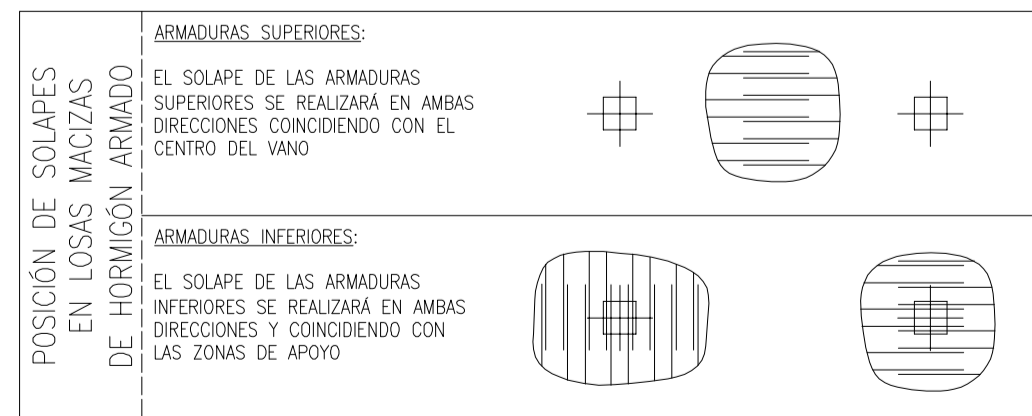 POSICIÓN DE SOLAPES
EN LOSAS MACIZAS
DE HORMIGÓN ARMADO
ARMADURAS SUPERIORES:
EL SOLAPE DE LAS ARMADURAS
SUPERIORES SE REALIZARÁ EN AMBAS
DIRECCIONES COINCIDIENDO CON EL
CENTRO DEL VANO
ARMADURAS INFERIORES:
EL SOLAPE DE LAS ARMADURAS
INFERIORES SE REALIZARÁ EN AMBAS
DIRECCIONES Y COINCIDIENDO CON
LAS ZONAS DE APOYO